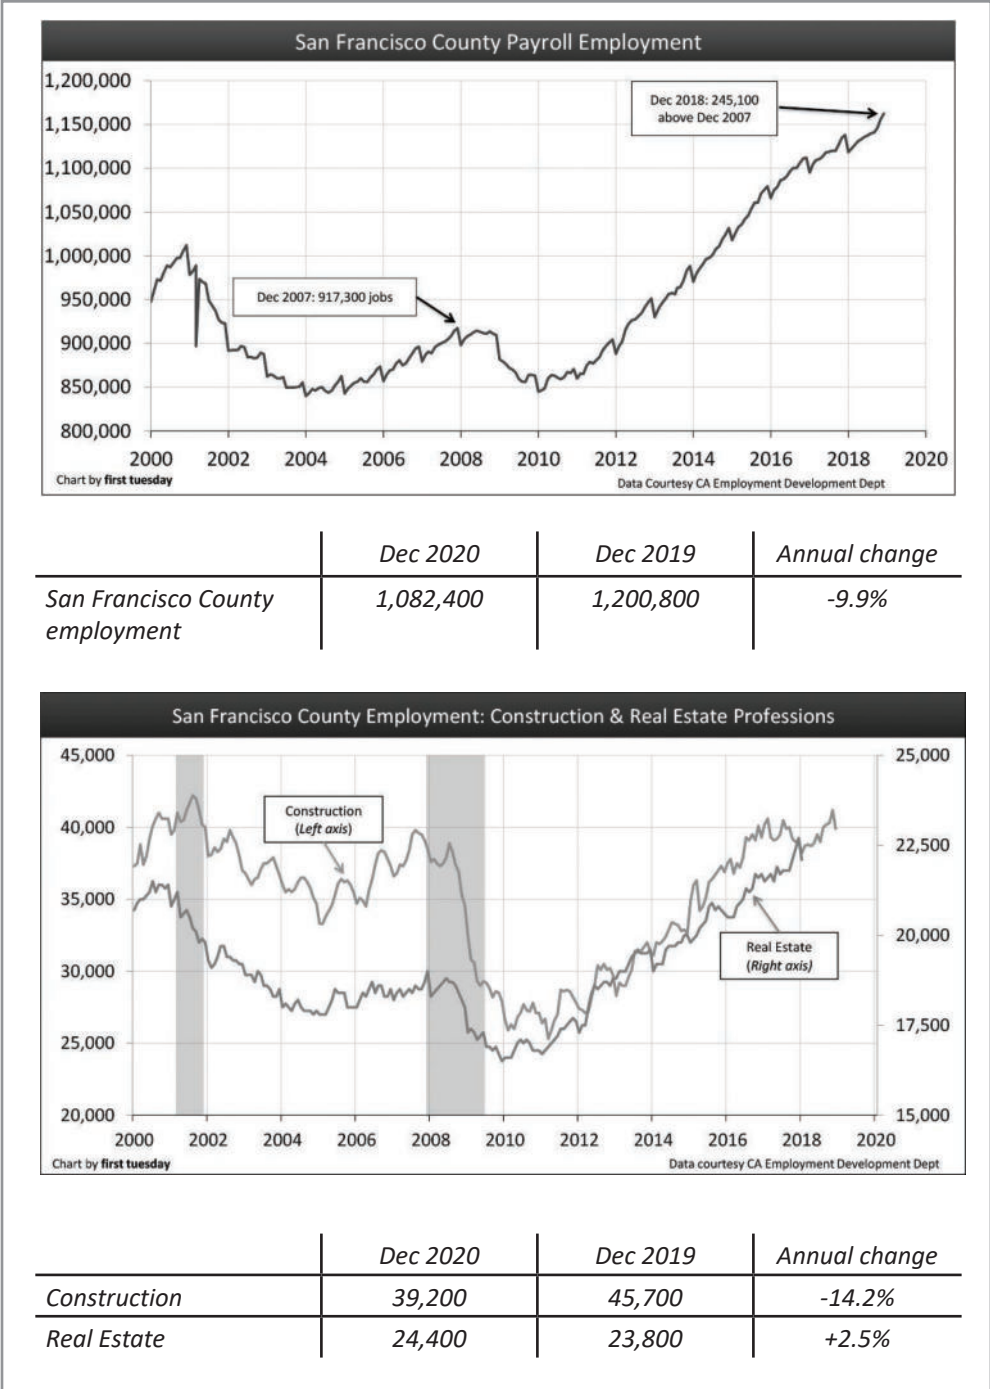 San Francisco County Payroll Employment
1,200,000
1,150,000
1,100,000
1,050,000
1,000,000
950,000
900,000
850,000
800,000
Dec 2018: 245,100
above Dec 2007
Dec 2007: 917,300 jobs
2000 2002 2004 2006 2008 2010 2012 2014 2016 2018 2020
Chart by first tuesday
Data Courtesy CA Employment Development Dept
Dec 2020 Dec 2019 Annual change
San Francisco County 1,082,400 1,200,800 -9.9%
employment
San Francisco County Employment: Construction & Real Estate Professions
45,000
40,000
35,000
30,000
25,000
20,000
Construction
(Left axis)
Real Estate
(Right axis)
25,000
22,500
20,000
17,500
15,000
2000 2002 2004 2006 2008 2010 2012 2014 2016 2018 2020
Chart by first tuesday
Data courtesy CA Employment Development Dept
Dec 2020 Dec 2019 Annual change
Construction 39,200 45,700 -14.2%
Real Estate 24,400 23,800 +2.5%